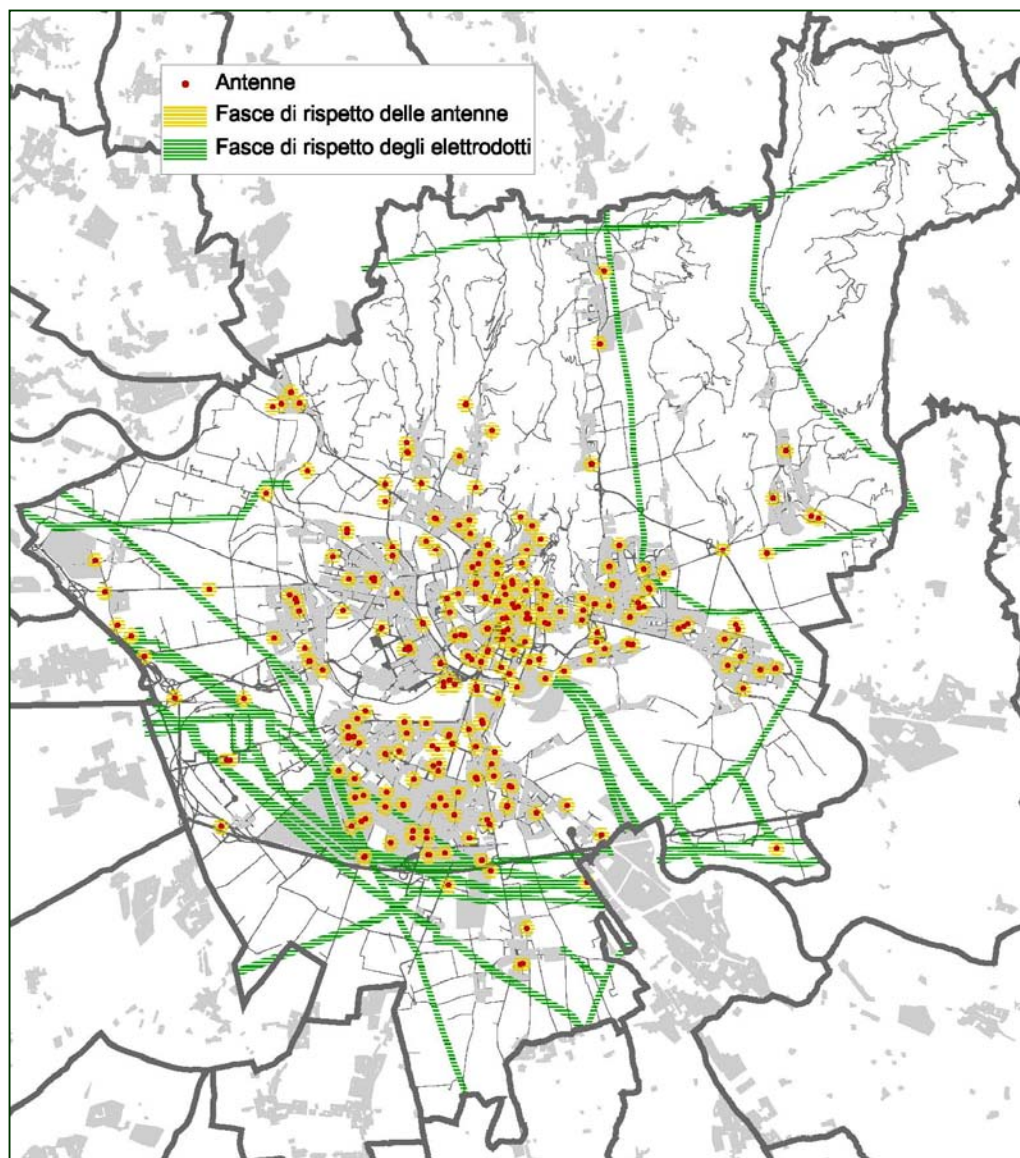 Antenne
Fasce di rispetto delle antenne
Fasce di rispetto degli elettrodotti